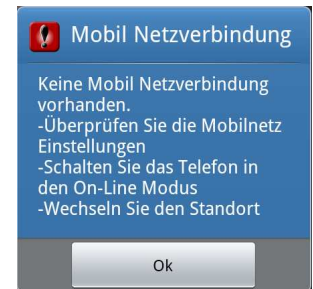 Mobil Netzverbindung
Keine Mobil Netzverbindung
vorhanden.
-Überprüfen Sie die Mobilnetz
Einstellungen
-Schalten Sie das Telefon in
den On-Line Modus
-Wechseln Sie den Standort
Ok